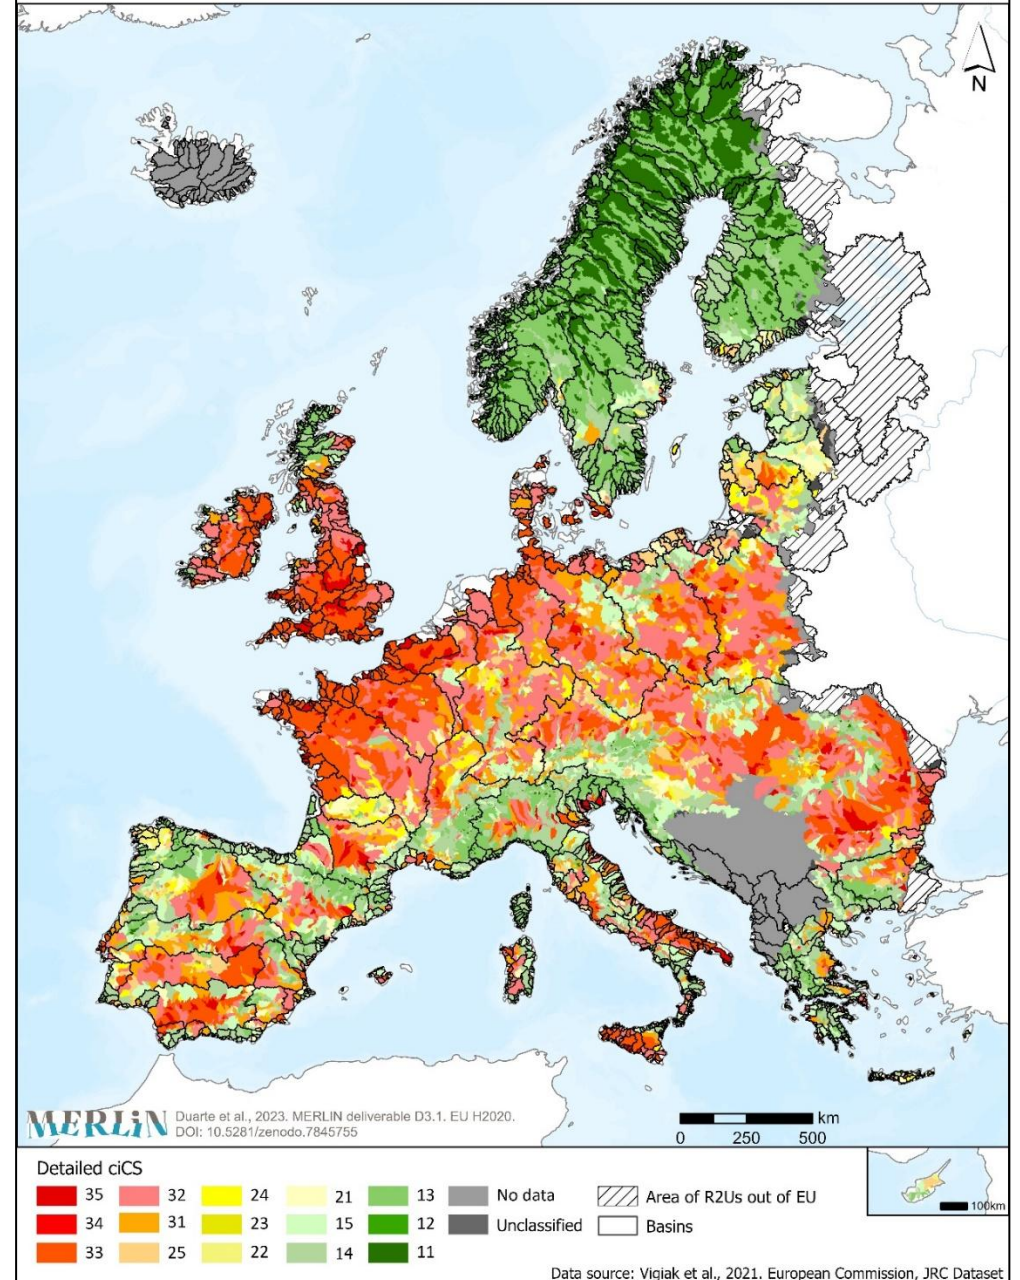 N
MERLiN
Duarte et al., 2023. MERLIN deliverable D3.1. EU H2020.
DOI: 10.5281/zenodo.7845755
km
0 250 500
Detailed ciCS
35 32 24 21 13 No data Area of R2Us out of EU
34 31 23 15 12 Unclassified Basins
33 25 22 14 11
100km
Data source: Vigiak et al., 2021. European Commission, JRC Dataset